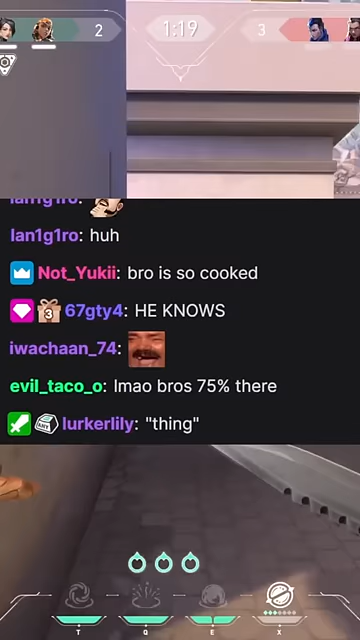 2 1:19 3
lan1g1ro:
lan1g1ro: huh
Not_Yukii: bro is so cooked
3 67gty4: HE KNOWS
iwachaan_74:
evil_taco_o: lmao bros 75% there
lurkerlily: "thing"
T Q E X